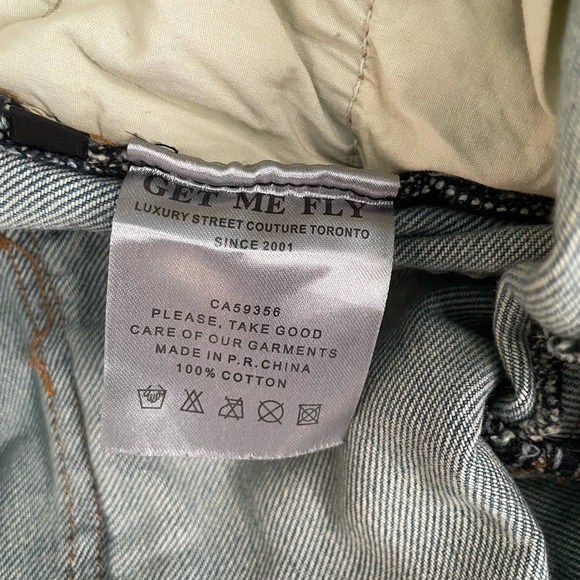 GET ME FLY
LUXURY STREET COUTURE TORONTO
SINCE 2001
CA59356
PLEASE, TAKE GOOD
CARE OF OUR GARMENTS
MADE IN P.R.CHINA
100% COTTON